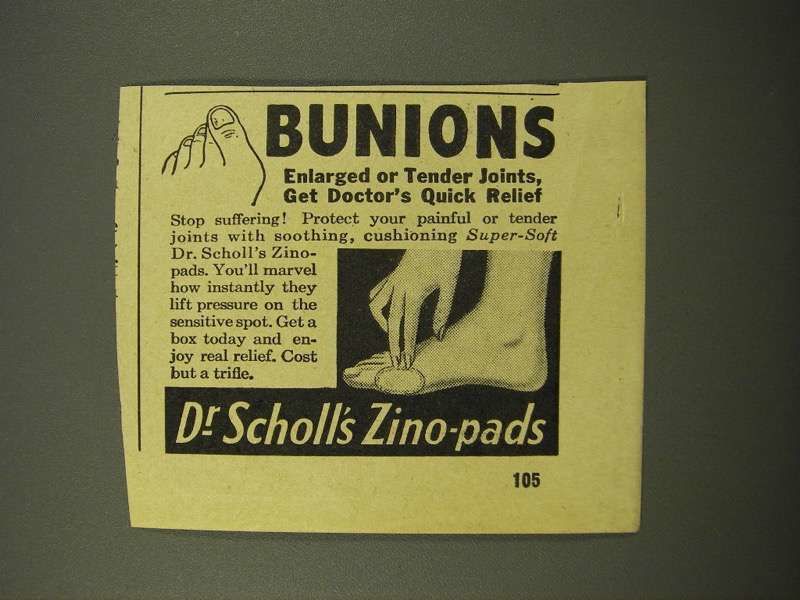 BUNIONS
Enlarged or Tender Joints,
Get Doctor's Quick Relief
Stop suffering! Protect your painful or tender
joints with soothing, cushioning Super-Soft
Dr. Scholl's Zino-
pads. You'll marvel
how instantly they
lift pressure on the
sensitive spot. Get a
box today and en-
joy real relief. Cost
but a trifle.
Dr Scholl's Zino-pads
105